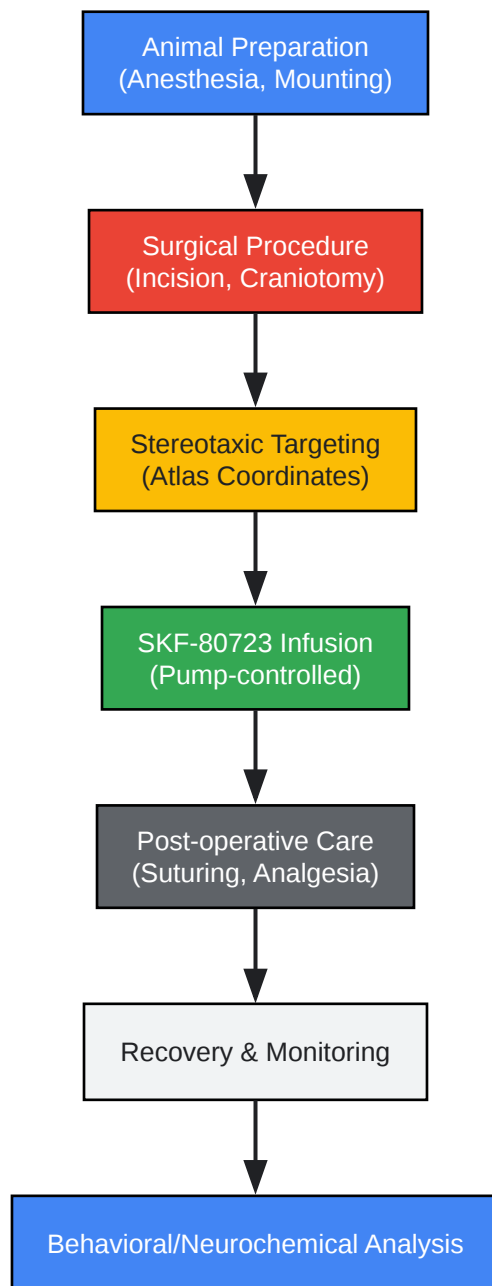 Animal Preparation
(Anesthesia, Mounting)
Surgical Procedure
(Incision, Craniotomy)
Stereotaxic Targeting
(Atlas Coordinates)
SKF-80723 Infusion
(Pump-controlled)
Post-operative Care
(Suturing, Analgesia)
Recovery & Monitoring
Behavioral/Neurochemical Analysis